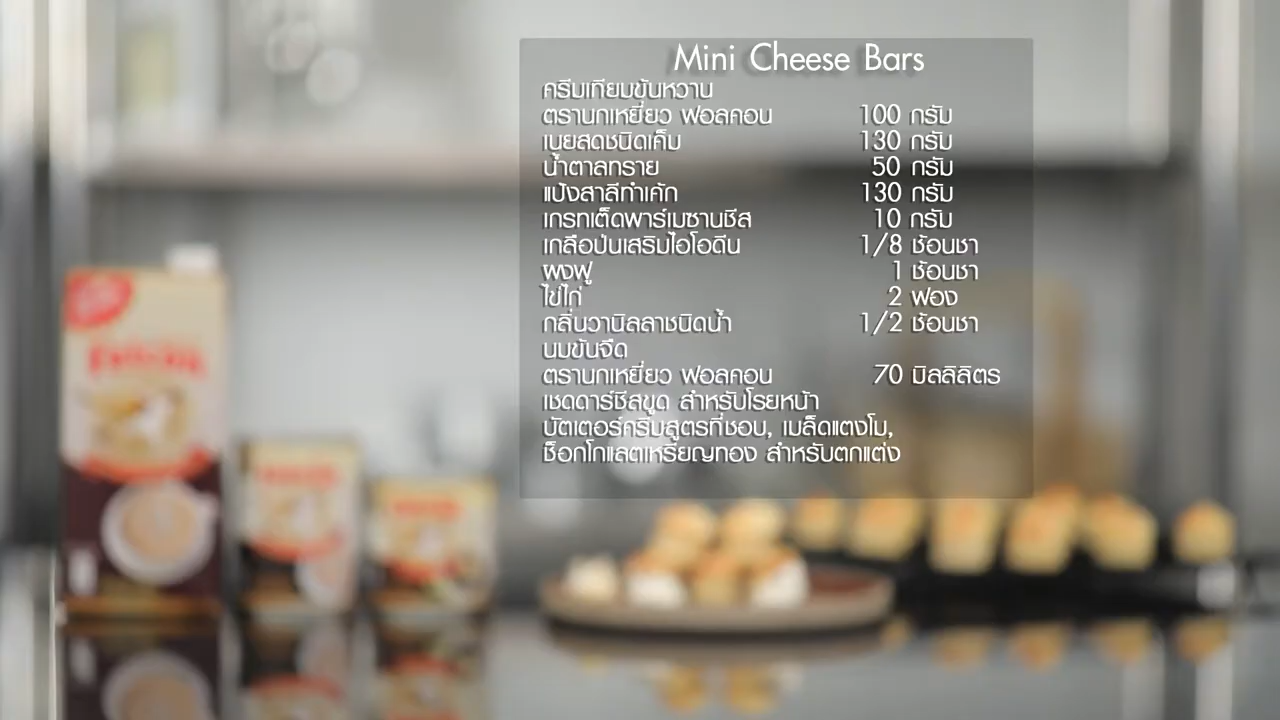 Mini Cheese Bars
ครีมเทียมข้นหวาน
ตรานกเหยี่ยว ฟอลคอน 100 กรัม
เนยสดชนิดเค็ม 130 กรัม
น้ำตาลทราย 50 กรัม
แป้งสาลีทำเค้ก 130 กรัม
เกรทเต็ดพาร์เมซานชีส 10 กรัม
เกลือป่นเสริมไอโอดีน 1/8 ช้อนชา
ผงฟู 1 ช้อนชา
ไข่ไก่ 2 ฟอง
กลิ่นวานิลลาชนิดน้ำ 1/2 ช้อนชา
นมข้นจืด
ตรานกเหยี่ยว ฟอลคอน 70 มิลลิลิตร
เชดดาร์ชีสขูด สำหรับโรยหน้า
บัตเตอร์ครีมสูตรที่ชอบ, เมล็ดแตงโม,
ช็อกโกแลตเหรียญทอง สำหรับตกแต่ง